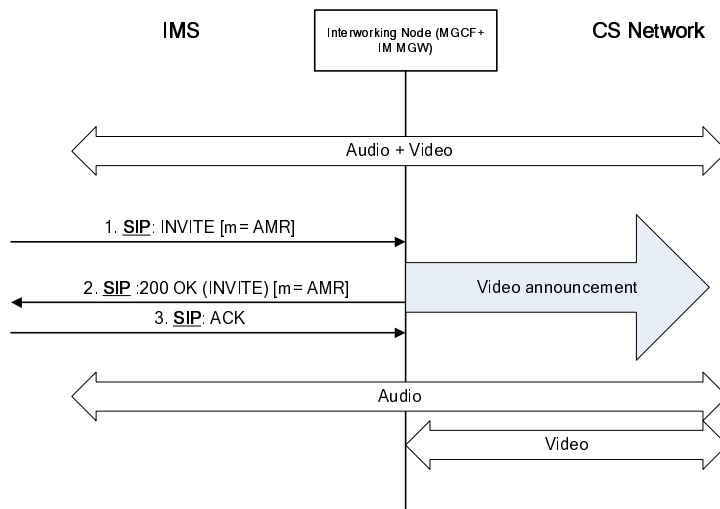 IMS
Interworking Node (MGCF+
IM MGW)
CS Network
Audio + Video
1. SIP: INVITE [m= AMR]
2. SIP :200 OK (INVITE) [m= AMR]
Video announcement
3. SIP: ACK
Audio
Video